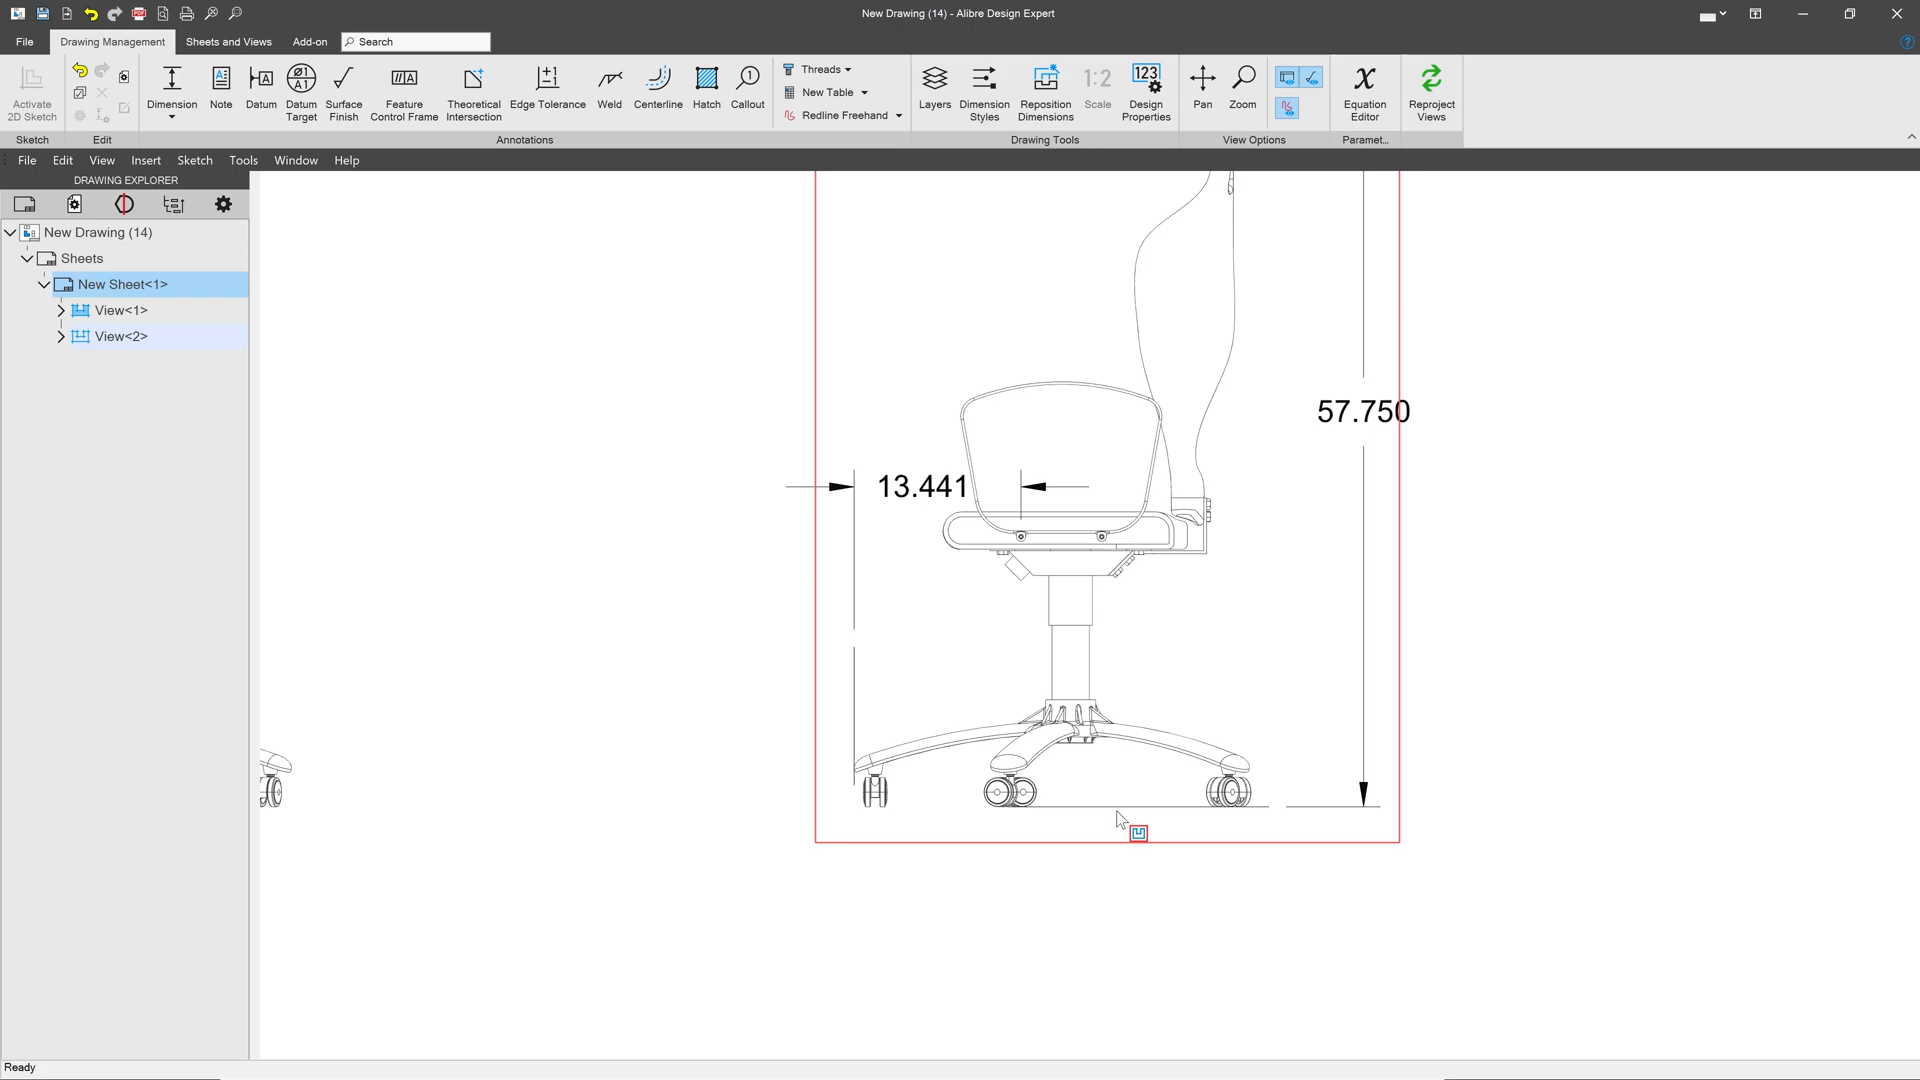 New Drawing (14) - Alibre Design Expert
File
Drawing Management
Sheets and Views
Add-on
Search
Activate
2D Sketch
Dimension
Note
Datum
Datum
Target
Surface
Finish
Feature
Control Frame
Theoretical
Intersection
Edge Tolerance
Weld
Centerline
Hatch
Callout
Threads
New Table
Redline Freehand
Layers
Dimension
Styles
Reposition
Dimensions
1:2
Scale
123
Design
Properties
Pan
Zoom
Equation
Editor
Reproject
Views
Sketch
Edit
Annotations
Drawing Tools
View Options
Paramet...
File
Edit
View
Insert
Sketch
Tools
Window
Help
DRAWING EXPLORER
New Drawing (14)
Sheets
New Sheet<1>
View<1>
View<2>
57.750
13.441
Ready